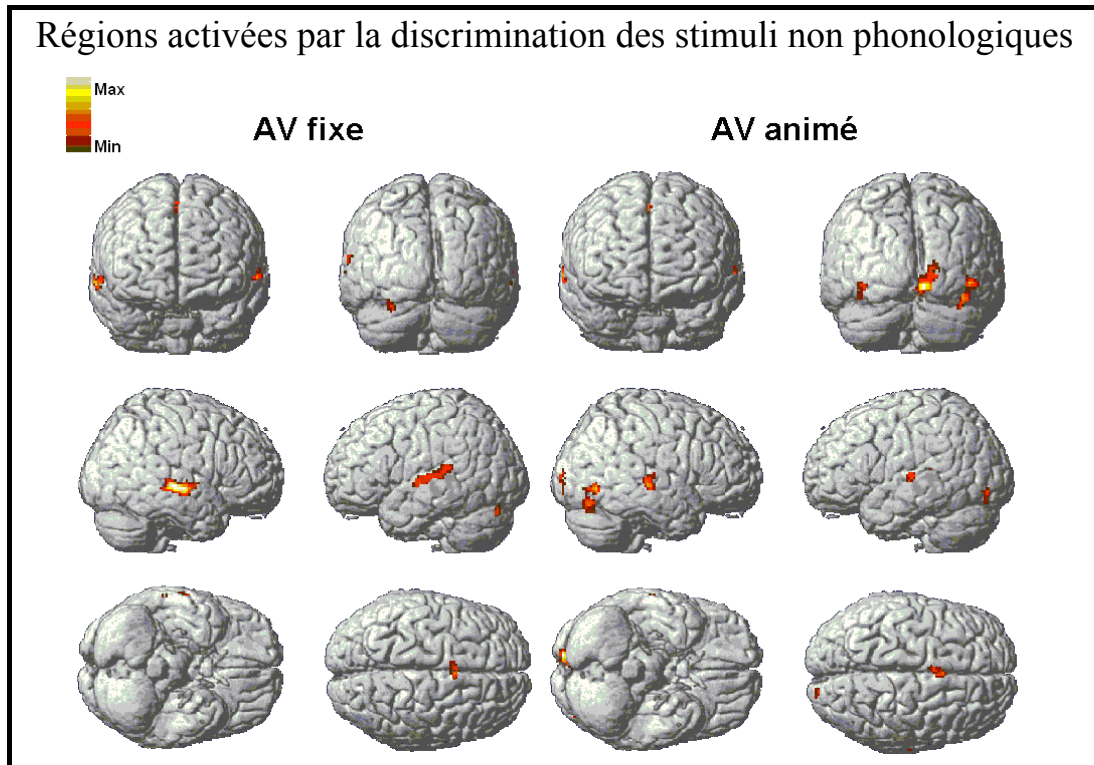 Régions activées par la discrimination des stimuli non phonologiques
Max
Min
AV fixe
AV animé